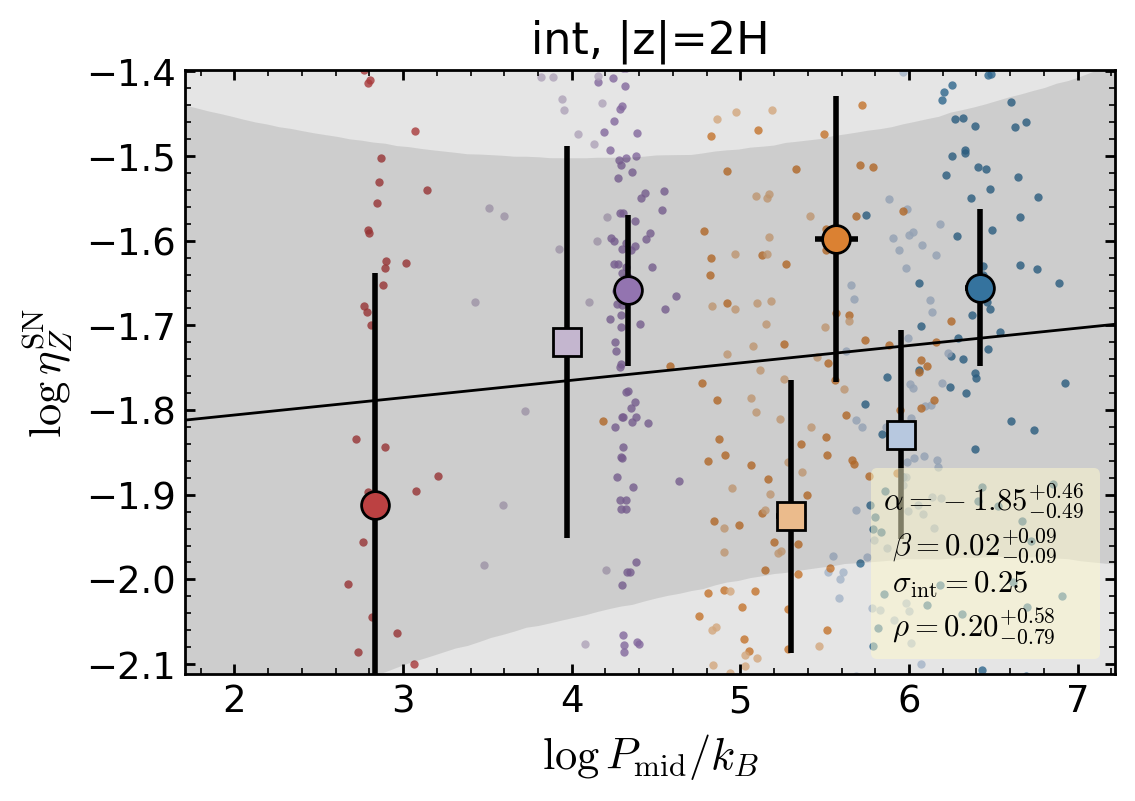 int, |z|=2H
−1.4
−1.5
−1.6
−1.7
−1.8
−1.9
−2.0
−2.1
log η_Z^SN
α = −1.85^{+0.46}_{−0.49}
β = 0.02^{+0.09}_{−0.09}
σ_int = 0.25
ρ = 0.20^{+0.58}_{−0.79}
2 3 4 5 6 7
log P_mid/k_B